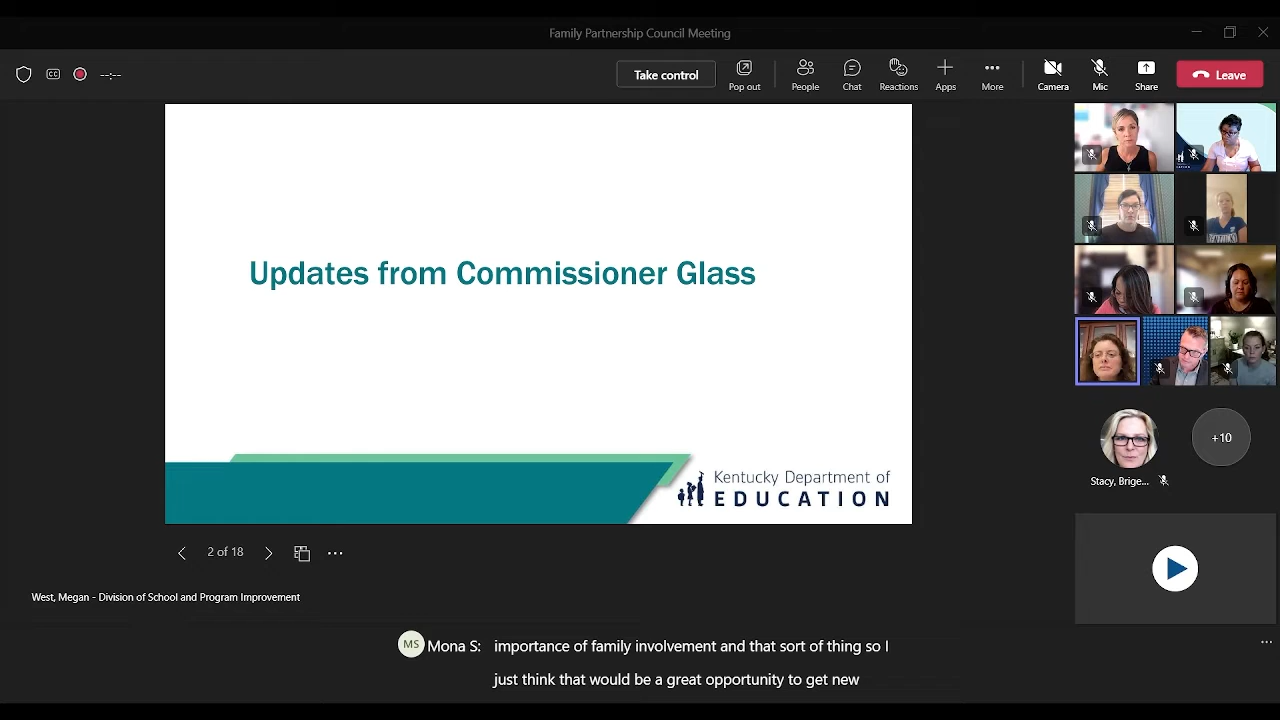 Family Partnership Council Meeting
CC
--:--
Take control
Pop out
People
Chat
Reactions
Apps
More
Camera
Mic
Share
Leave
Updates from Commissioner Glass
Kentucky Department of
EDUCATION
+10
Stacy, Brige...
2 of 18
West, Megan - Division of School and Program Improvement
MS Mona S: importance of family involvement and that sort of thing so I
just think that would be a great opportunity to get new